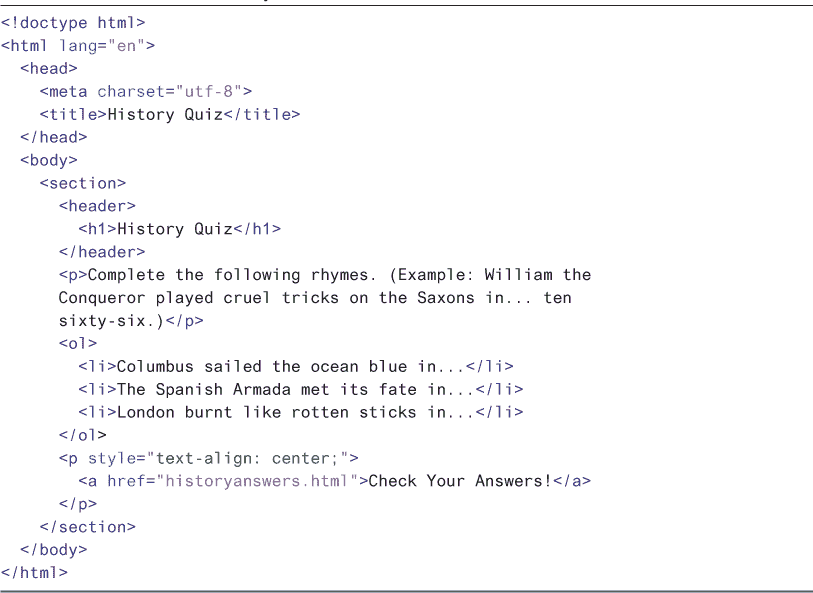 <!doctype html>
<html lang="en">
<head>
<meta charset="utf-8">
<title>History Quiz</title>
</head>
<body>
<section>
<header>
<h1>History Quiz</h1>
</header>
<p>Complete the following rhymes. (Example: William the
Conqueror played cruel tricks on the Saxons in... ten
sixty-six.)</p>
<ol>
<li>Columbus sailed the ocean blue in...</li>
<li>The Spanish Armada met its fate in...</li>
<li>London burnt like rotten sticks in...</li>
</ol>
<p style="text-align: center;">
<a href="historyanswers.html">Check Your Answers!</a>
</p>
</section>
</body>
</html>